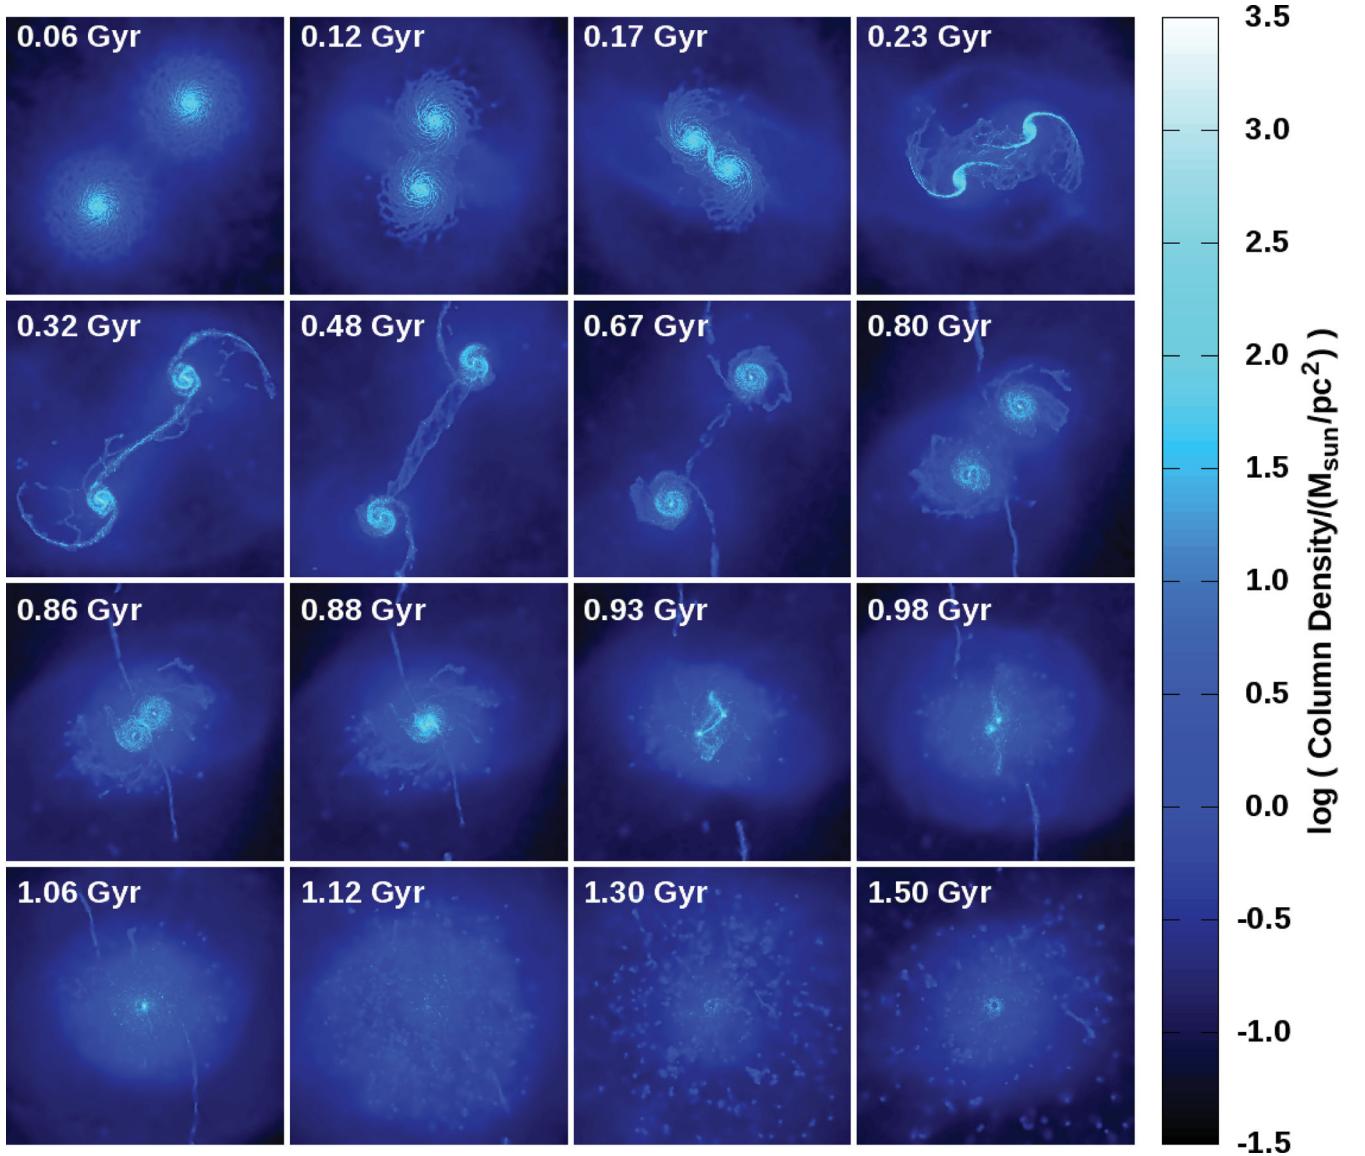 0.06 Gyr
0.12 Gyr
0.17 Gyr
0.23 Gyr
0.32 Gyr
0.48 Gyr
0.67 Gyr
0.80 Gyr
0.86 Gyr
0.88 Gyr
0.93 Gyr
0.98 Gyr
1.06 Gyr
1.12 Gyr
1.30 Gyr
1.50 Gyr
3.5
3.0
2.5
2.0
1.5
1.0
0.5
0.0
-0.5
-1.0
-1.5
log ( Column Density/(M_sun/pc²) )